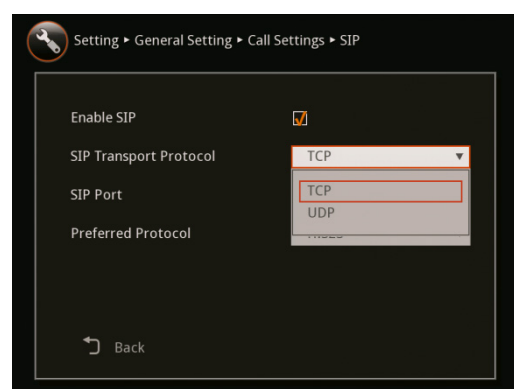 Setting ▸ General Setting ▸ Call Settings ▸ SIP
Enable SIP
SIP Transport Protocol TCP
SIP Port TCP
UDP
Preferred Protocol
Back